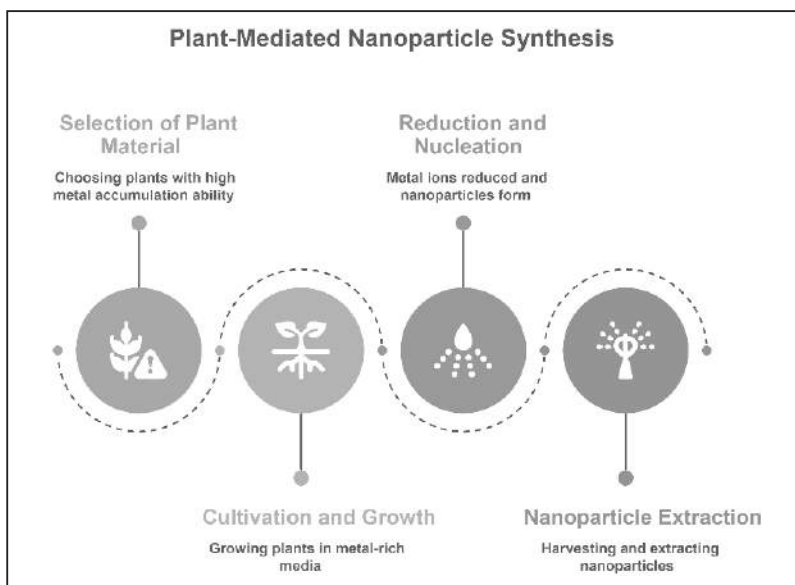 Plant-Mediated Nanoparticle Synthesis
Selection of Plant
Material
Choosing plants with high
metal accumulation ability
Reduction and
Nucleation
Metal ions reduced and
nanoparticles form
Cultivation and Growth
Growing plants in metal-rich
media
Nanoparticle Extraction
Harvesting and extracting
nanoparticles